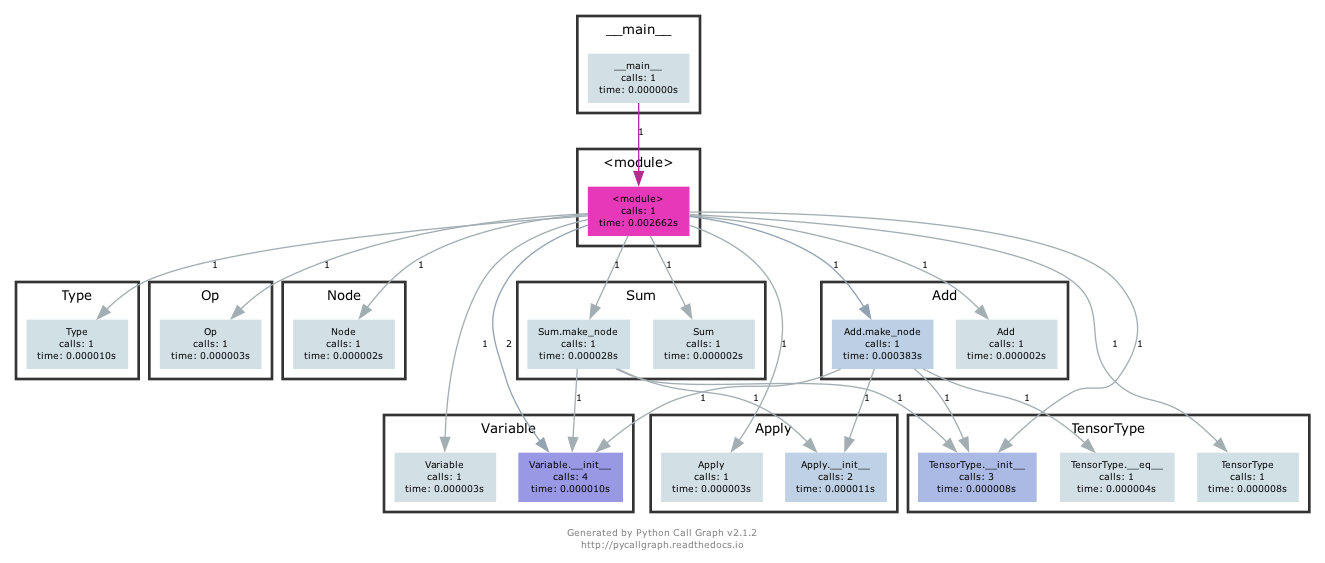 __main__
__main__
calls: 1
time: 0.000000s
1
<module>
<module>
calls: 1
time: 0.002662s
1
1
1
1
1
1
1
Type
Op
Node
Sum
Add
Type
calls: 1
time: 0.000010s
Op
calls: 1
time: 0.000003s
Node
calls: 1
time: 0.000002s
Sum.make_node
calls: 1
time: 0.000028s
Sum
calls: 1
time: 0.000002s
Add.make_node
calls: 1
time: 0.000383s
Add
calls: 1
time: 0.000002s
1
2
1
1
1
1
1
1
1
1
1
1
Variable
Apply
TensorType
Variable
calls: 1
time: 0.000003s
Variable.__init__
calls: 4
time: 0.000010s
Apply
calls: 1
time: 0.000003s
Apply.__init__
calls: 2
time: 0.000011s
TensorType.__init__
calls: 3
time: 0.000008s
TensorType.__eq__
calls: 1
time: 0.000004s
TensorType
calls: 1
time: 0.000008s
Generated by Python Call Graph v2.1.2
http://pycallgraph.readthedocs.io